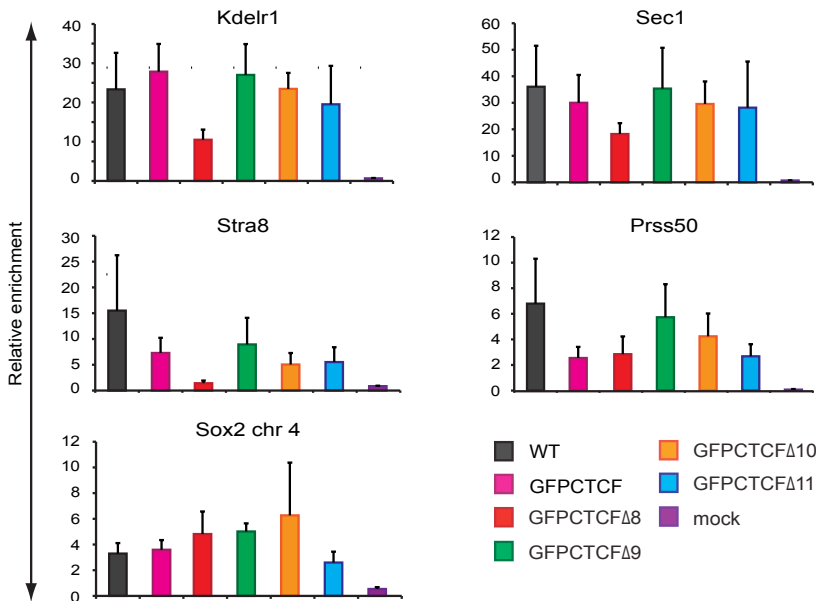 Kdelr1
40
30
20
10
0
Sec1
60
50
40
30
20
10
0
Relative enrichment
Stra8
30
25
20
15
10
5
0
Prss50
12
10
8
6
4
2
0
Sox2 chr 4
12
10
8
6
4
2
0
WT
GFPCTCF
GFPCTCFΔ8
GFPCTCFΔ9
GFPCTCFΔ10
GFPCTCFΔ11
mock